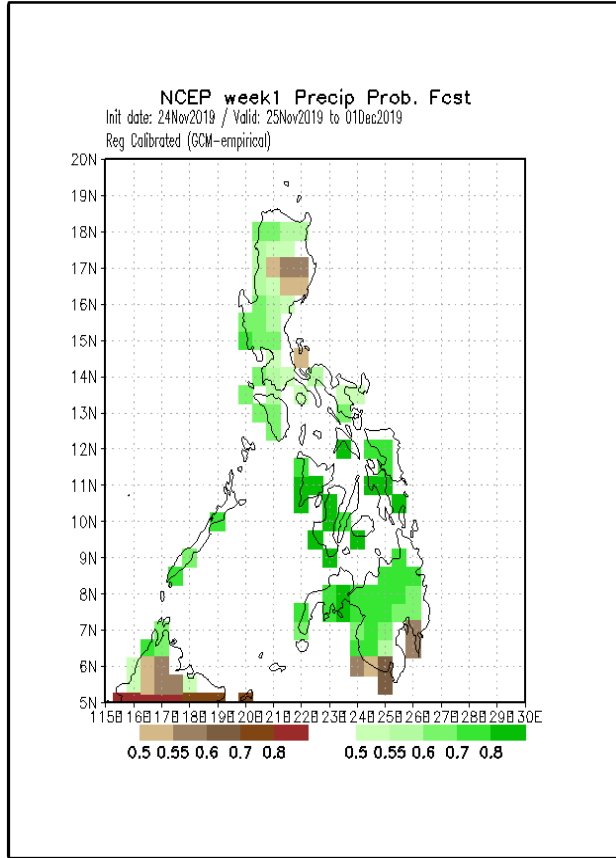 NCEP week1 Precip Prob. Fcst
Init date: 24Nov2019 / Valid: 25Nov2019 to 01Dec2019
Reg Calibrated (GCM-empirical)
20N
19N
18N
17N
16N
15N
14N
13N
12N
11N
10N
9N
8N
7N
6N
5N
115E 116E 117E 118E 119E 120E 121E 122E 123E 124E 125E 126E 127E 128E 129E 130E
0.5 0.55 0.6 0.7 0.8 0.5 0.55 0.6 0.7 0.8